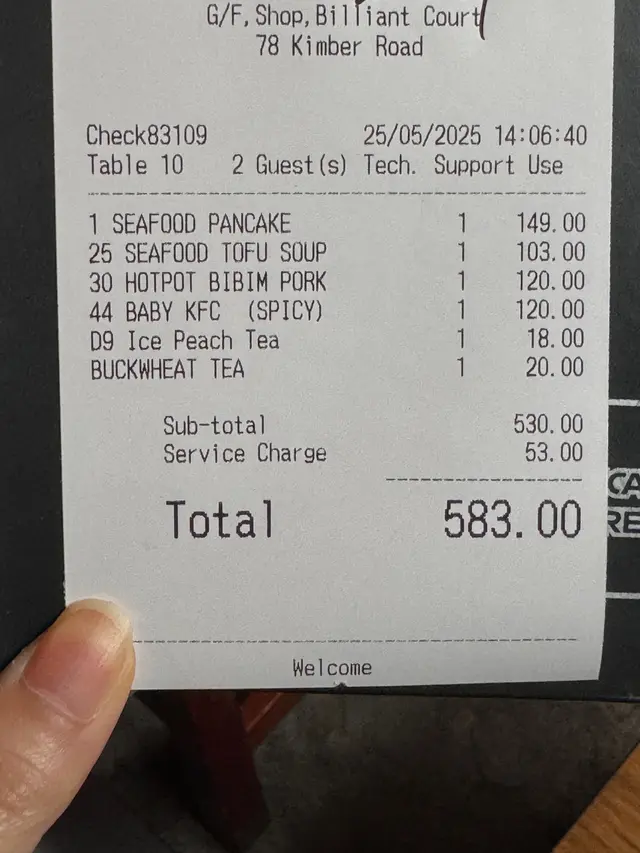 G/F, Shop, Billiant Court
78 Kimber Road
Check83109 25/05/2025 14:06:40
Table 10 2 Guest(s) Tech. Support Use
1 SEAFOOD PANCAKE 1 149.00
25 SEAFOOD TOFU SOUP 1 103.00
30 HOTPOT BIBIM PORK 1 120.00
44 BABY KFC (SPICY) 1 120.00
D9 Ice Peach Tea 1 18.00
BUCKWHEAT TEA 1 20.00
Sub-total 530.00
Service Charge 53.00
Total 583.00
Welcome